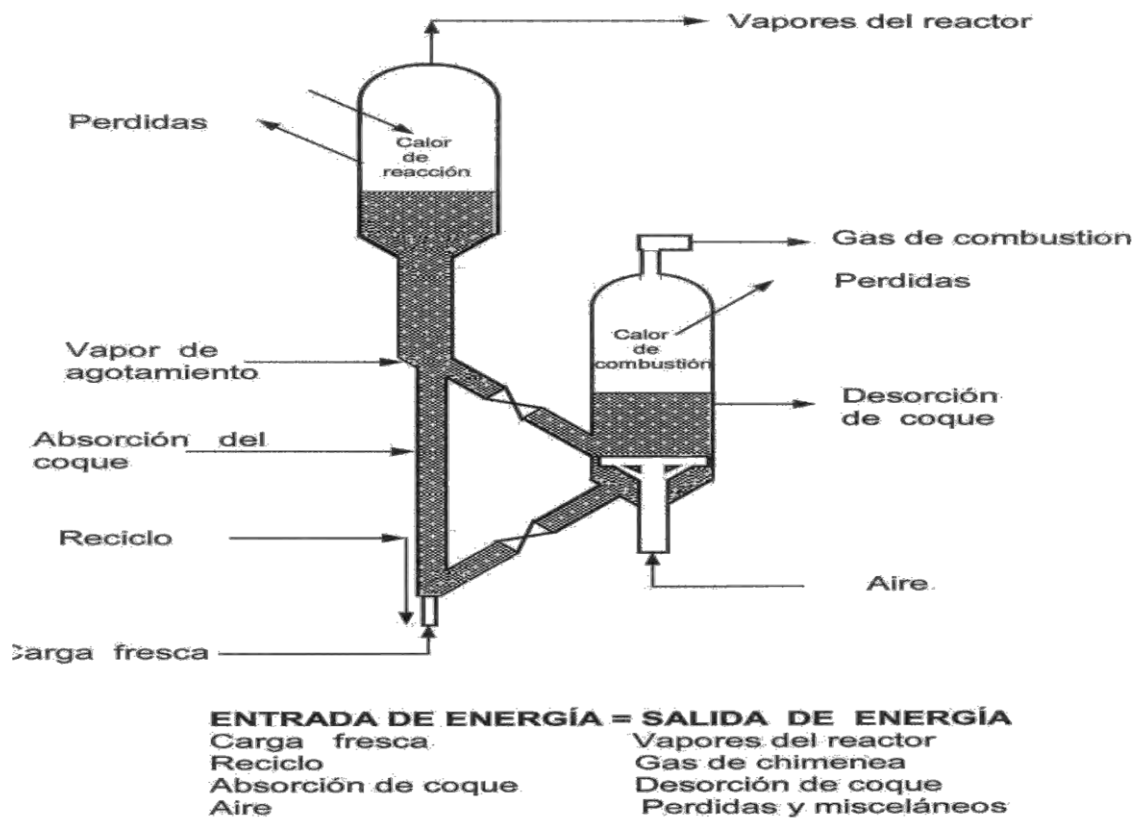 Vapores del reactor
Perdidas
Calor
de
reacción
Gas de combustión
Perdidas
Calor
de
combustión
Vapor de
agotamiento
Desorción
de coque
Absorción del
coque
Reciclo
Aire.
Carga fresca
ENTRADA DE ENERGÍA = SALIDA DE ENERGÍA
Carga fresca Vapores del reactor
Reciclo Gas de chimenea
Absorción de coque Desorción de coque
Aire Perdidas y misceláneos